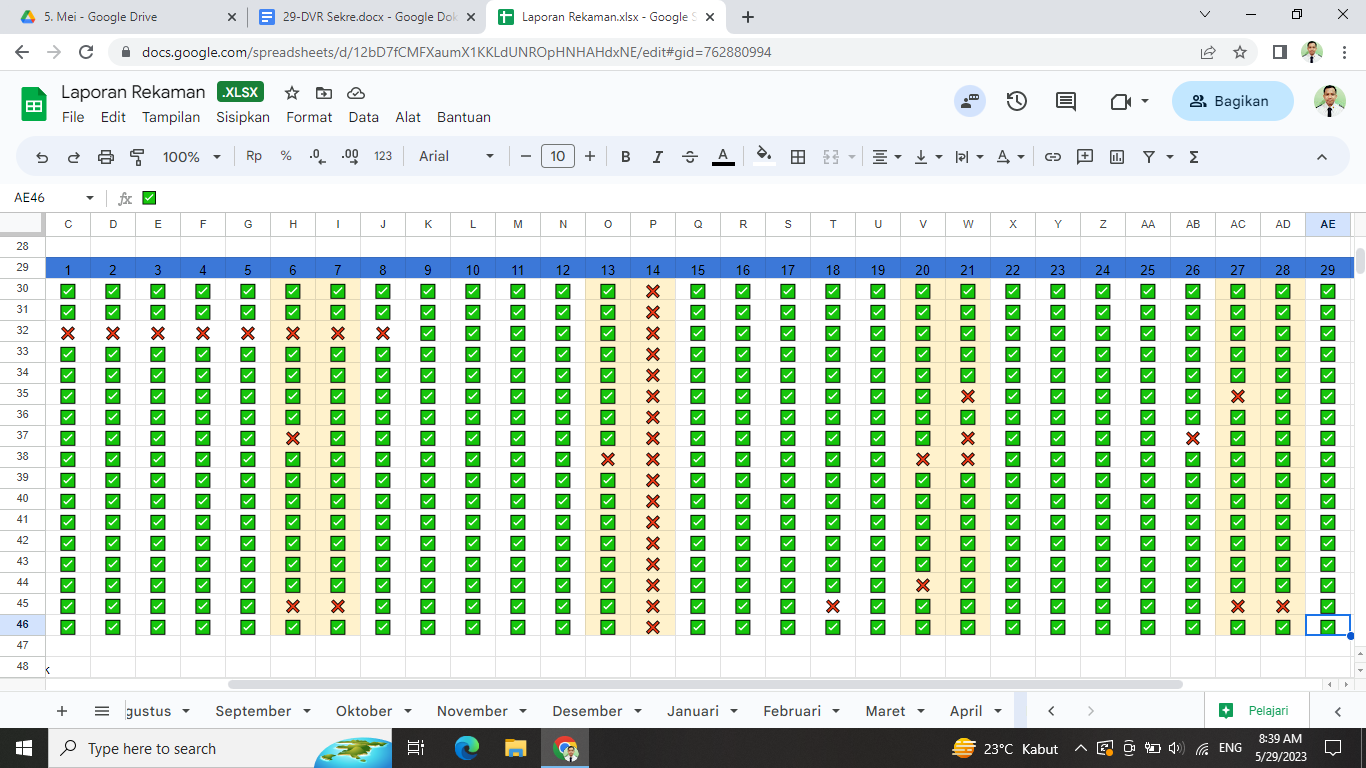 5. Mei - Google Drive
29-DVR Sekre.docx - Google Dok
Laporan Rekaman.xlsx - Google S
docs.google.com/spreadsheets/d/12bD7fCMFXaumX1KKLdUNROpHNHAHdxNE/edit#gid=762880994
Laporan Rekaman .XLSX
File Edit Tampilan Sisipkan Format Data Alat Bantuan
Bagikan
100% Rp % .0 .00 123 Arial 10 B I S A
AE46 fx ✅
C D E F G H I J K L M N O P Q R S T U V W X Y Z AA AB AC AD AE
28
29 1 2 3 4 5 6 7 8 9 10 11 12 13 14 15 16 17 18 19 20 21 22 23 24 25 26 27 28 29
30
31
32
33
34
35
36
37
38
39
40
41
42
43
44
45
46
47
48 k
gustus September Oktober November Desember Januari Februari Maret April Pelajari
Type here to search
23°C Kabut ENG
8:39 AM
5/29/2023